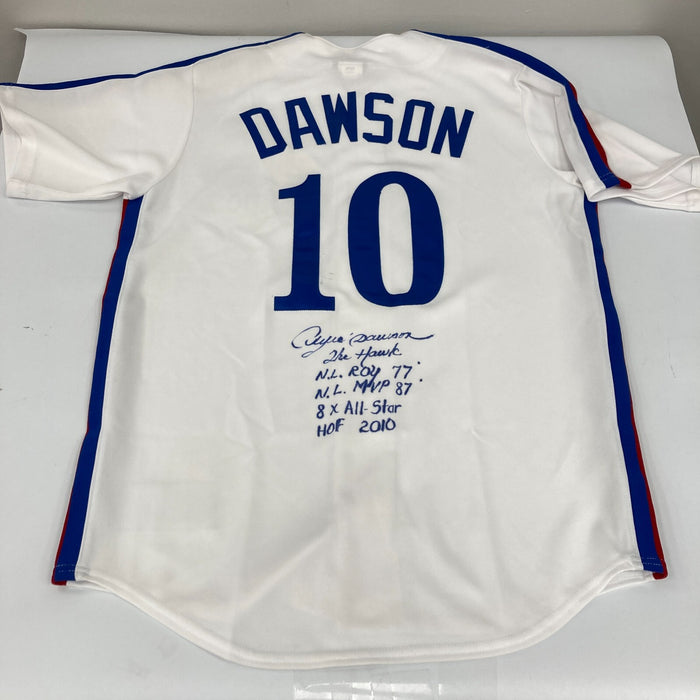 DAWSON
10
Andre Dawson
The Hawk
N.L. ROY 77'
N.L. MVP 87'
8 x All-Star
HOF 2010